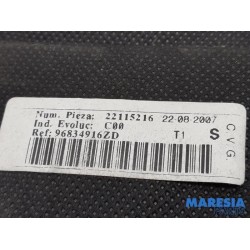 Num. Pieza: 22115216 22-08-2007
Ind. Evoluc: C00
Ref: 96834916ZD T1 S
CVG
MARESIA